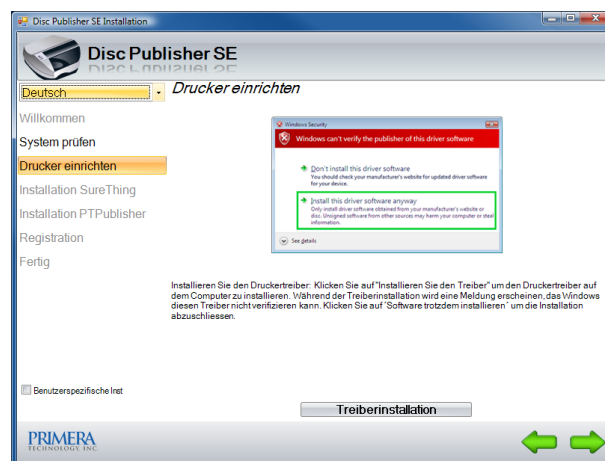 Disc Publisher SE Installation
Disc Publisher SE
Deutsch
Drucker einrichten
Willkommen
System prüfen
Drucker einrichten
Installation SureThing
Installation PTPublisher
Registration
Fertig
Windows Security
Windows can't verify the publisher of this driver software
Don't install this driver software
You should check your manufacturer's website for updated driver software
for your device.
Install this driver software anyway
Only install driver software obtained from your manufacturer's website or
disc. Unsigned software from other sources may harm your computer or steal
information.
See details
Installieren Sie den Druckertreiber: Klicken Sie auf "Installieren Sie den Treiber" um den Druckertreiber auf
dem Computer zu installieren. Während der Treiberinstallation wird eine Meldung erscheinen, das Windows
diesen Treiber nicht verifizieren kann. Klicken Sie auf "Software trotzdem installieren" um die Installation
abzuschliessen.
Benutzerspezifische Inst
Treiberinstallation
PRIMERA
TECHNOLOGY, INC.